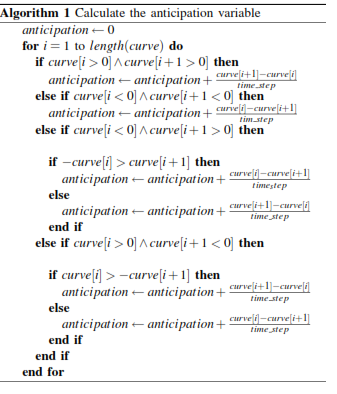 Algorithm 1 Calculate the anticipation variable
anticipation ← 0
for i = 1 to length(curve) do
if curve[i > 0] ∧ curve[i+1 > 0] then
anticipation ← anticipation + curve[i+1]−curve[i] / time_step
else if curve[i < 0] ∧ curve[i+1 < 0] then
anticipation ← anticipation + curve[i]−curve[i+1] / tim_step
else if curve[i < 0] ∧ curve[i+1 > 0] then
if −curve[i] > curve[i+1] then
anticipation ← anticipation + curve[i]−curve[i+1] / timestep
else
anticipation ← anticipation + curve[i+1]−curve[i] / time_step
end if
else if curve[i > 0] ∧ curve[i+1 < 0] then
if curve[i] > −curve[i+1] then
anticipation ← anticipation + curve[i+1]−curve[i] / time_step
else
anticipation ← anticipation + curve[i]−curve[i+1] / time_step
end if
end if
end for